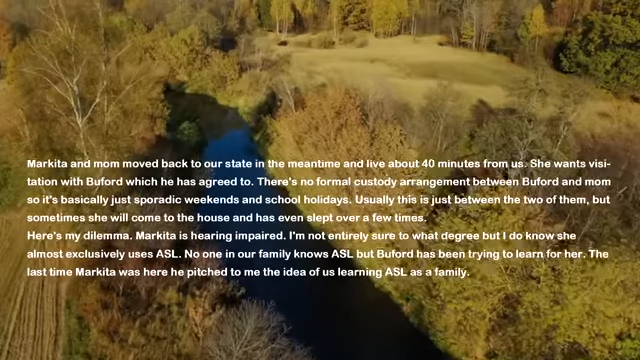 Markita and mom moved back to our state in the meantime and live about 40 minutes from us. She wants visi-
tation with Buford which he has agreed to. There's no formal custody arrangement between Buford and mom
so it's basically just sporadic weekends and school holidays. Usually this is just between the two of them, but
sometimes she will come to the house and has even slept over a few times.
Here's my dilemma. Markita is hearing impaired. I'm not entirely sure to what degree but I do know she
almost exclusively uses ASL. No one in our family knows ASL but Buford has been trying to learn for her. The
last time Markita was here he pitched to me the idea of us learning ASL as a family.